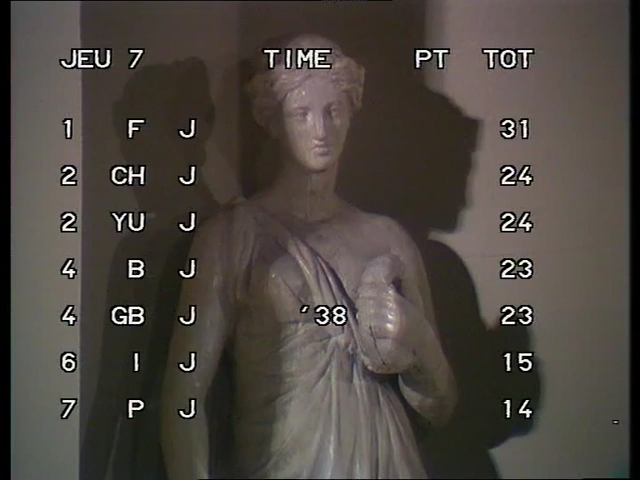 JEU 7 TIME PT TOT
1 F J 31
2 CH J 24
2 YU J 24
4 B J 23
4 GB J '38 23
6 I J 15
7 P J 14